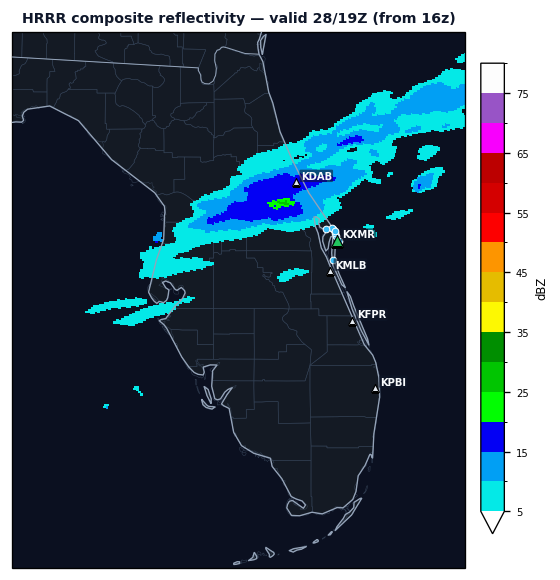 HRRR composite reflectivity — valid 28/19Z (from 16z)
KDAB
KXMR
KMLB
KFPR
KPBI
75
65
55
45
35
25
15
5
dBZ